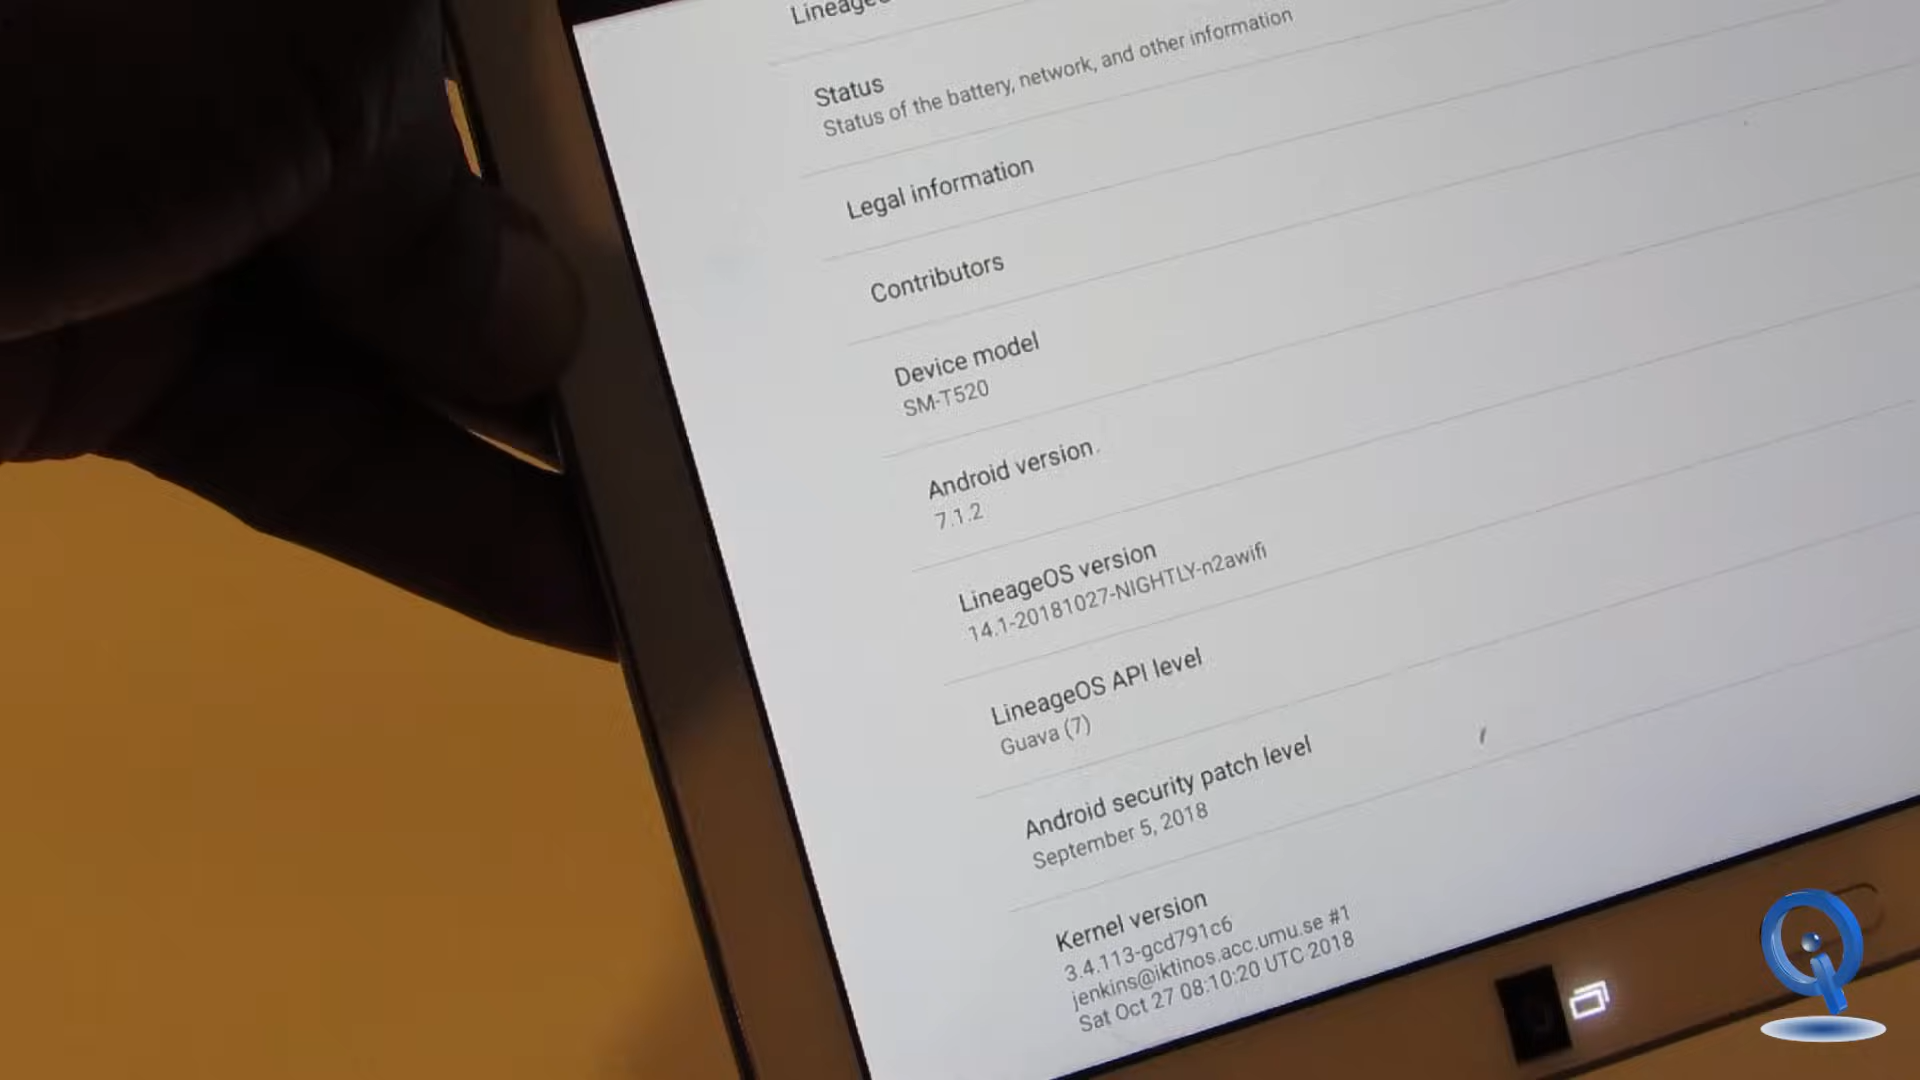 Status
Status of the battery, network, and other information
Legal information
Contributors
Device model
SM-T520
Android version
7.1.2
LineageOS version
14.1-20181027-NIGHTLY-n2awifi
LineageOS API level
Guava (7)
Android security patch level
September 5, 2018
Kernel version
3.4.113-gcd791c6
jenkins@iktinos.acc.umu.se #1
Sat Oct 27 08:10:20 UTC 2018